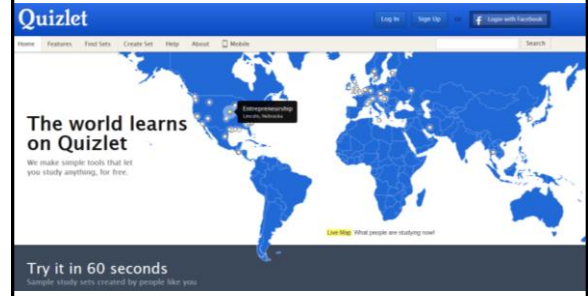 Quizlet
Log In Sign Up or Login with Facebook
Home Features Find Sets Create Set Help About Mobile Search
Entrepreneurship
Lincoln, Nebraska
The world learns
on Quizlet
We make simple tools that let
you study anything, for free.
Live Map What people are studying now!
Try it in 60 seconds
Sample study sets created by people like you